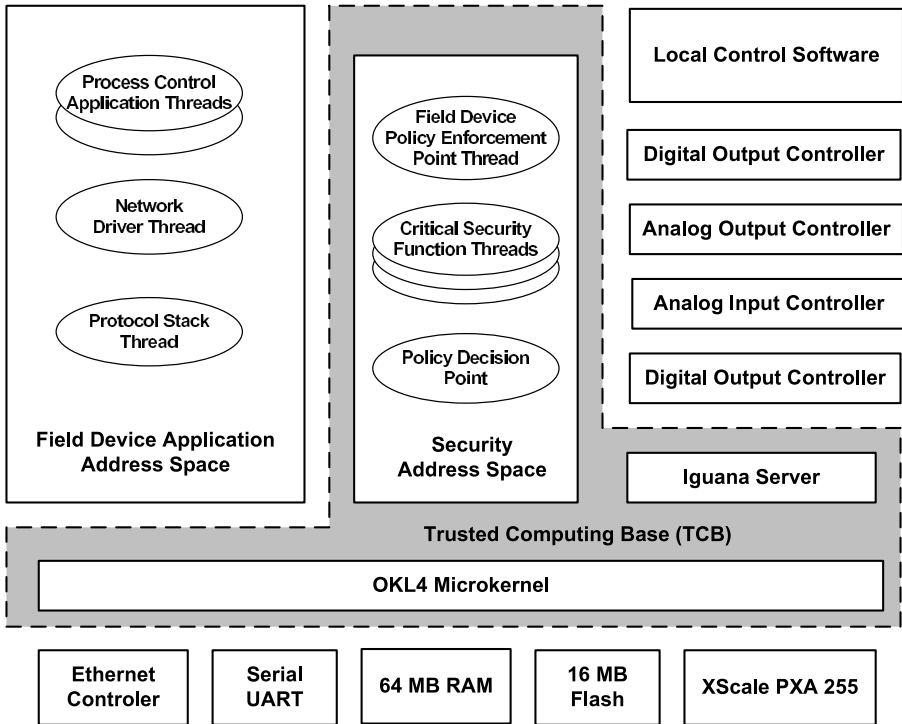 Process Control
Application Threads
Network
Driver Thread
Protocol Stack
Thread
Field Device Application
Address Space
Field Device
Policy Enforcement
Point Thread
Critical Security
Function Threads
Policy Decision
Point
Security
Address Space
Local Control Software
Digital Output Controller
Analog Output Controller
Analog Input Controller
Digital Output Controller
Iguana Server
Trusted Computing Base (TCB)
OKL4 Microkernel
Ethernet
Controler
Serial
UART
64 MB RAM
16 MB
Flash
XScale PXA 255